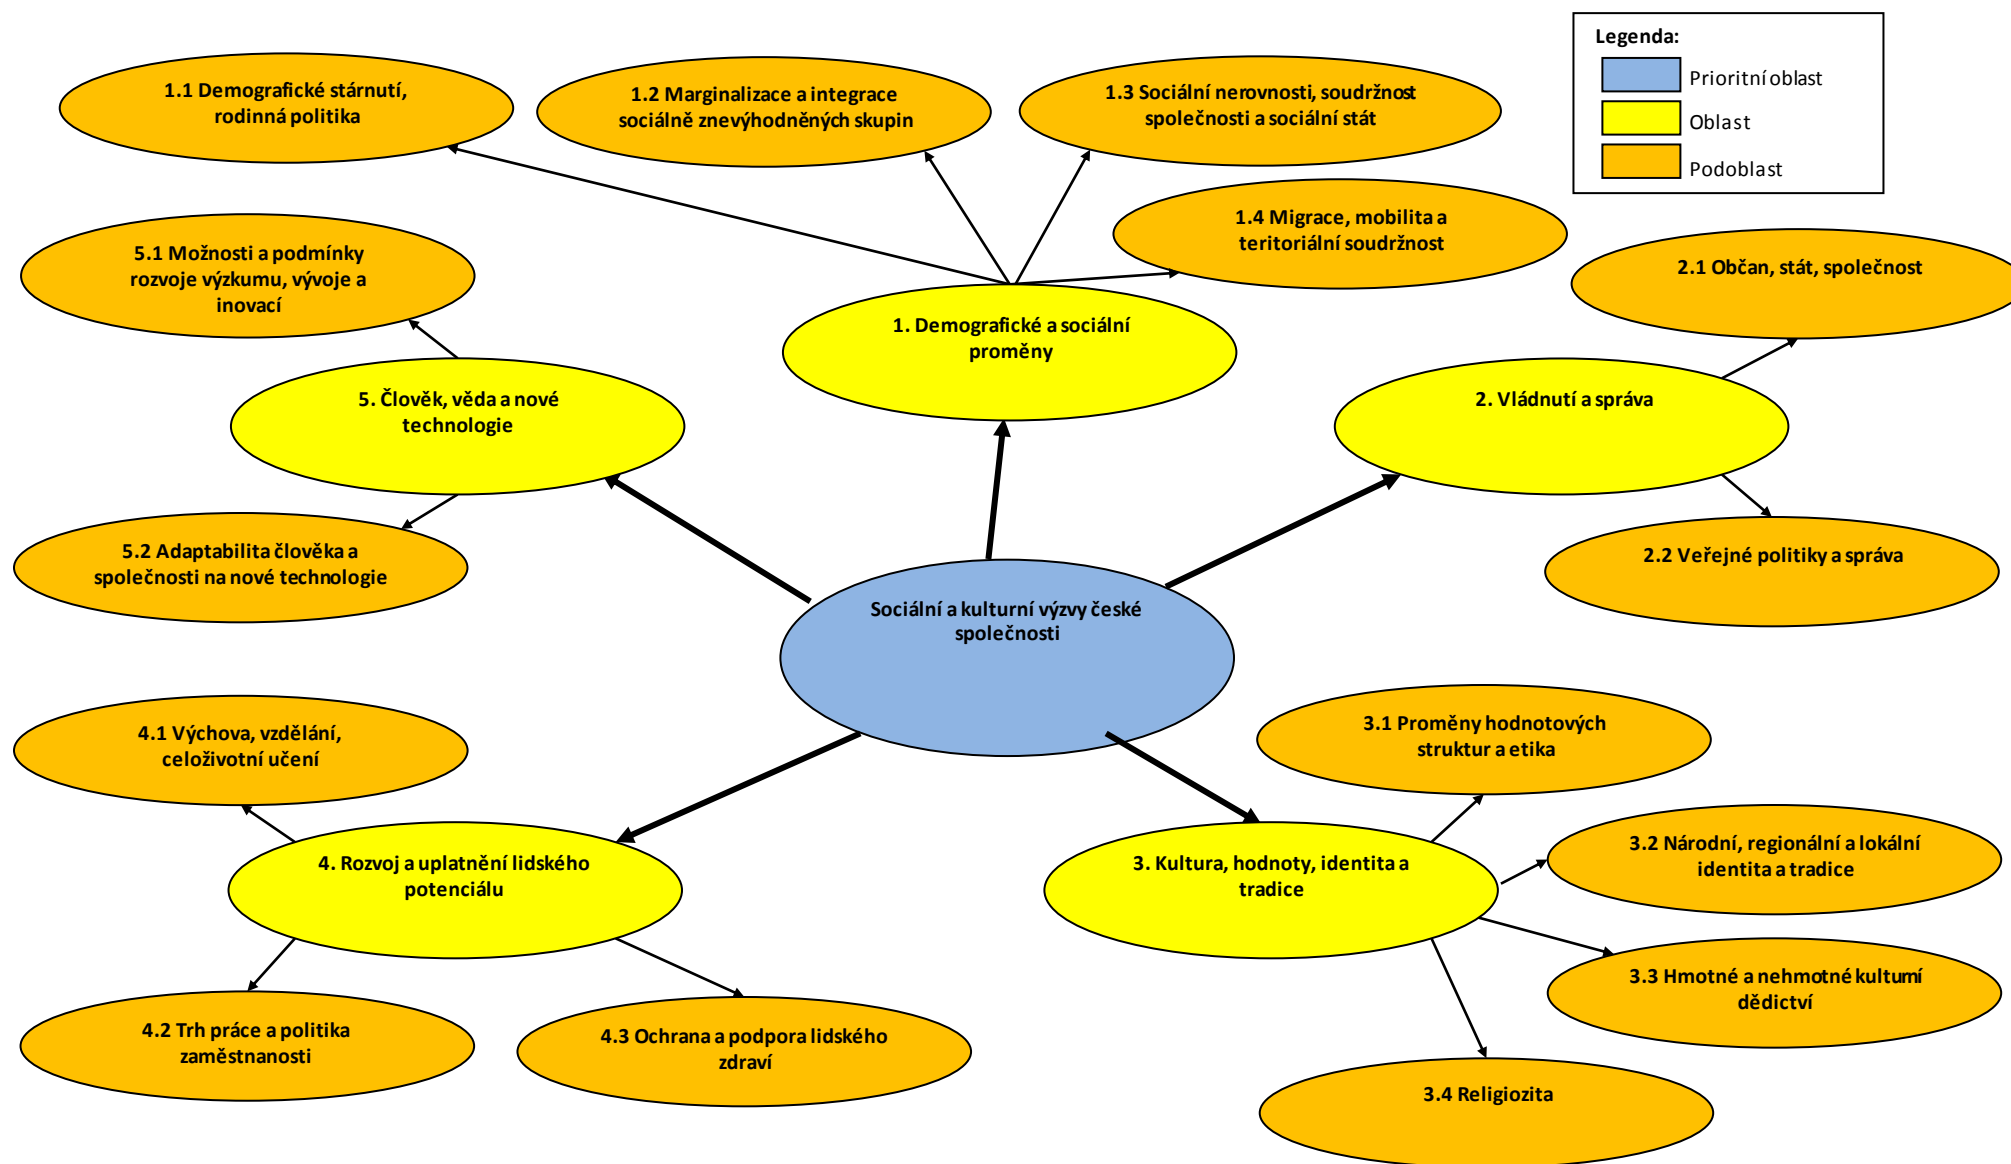 Legenda:
Prioritní oblast
Oblast
Podoblast
1.1 Demografické stárnutí,
rodinná politika
1.2 Marginalizace a integrace
sociálně znevýhodněných skupin
1.3 Sociální nerovnosti, soudržnost
společnosti a sociální stát
1.4 Migrace, mobilita a
teritoriální soudržnost
5.1 Možnosti a podmínky
rozvoje výzkumu, vývoje a
inovací
2.1 Občan, stát, společnost
1. Demografické a sociální
proměny
5. Člověk, věda a nové
technologie
2. Vládnutí a správa
5.2 Adaptabilita člověka a
společnosti na nové technologie
2.2 Veřejné politiky a správa
Sociální a kulturní výzvy české
společnosti
4.1 Výchova, vzdělání,
celoživotní učení
3.1 Proměny hodnotových
struktur a etika
4. Rozvoj a uplatnění lidského
potenciálu
3. Kultura, hodnoty, identita a
tradice
3.2 Národní, regionální a lokální
identita a tradice
3.3 Hmotné a nehmotné kulturní
dědictví
4.2 Trh práce a politika
zaměstnanosti
4.3 Ochrana a podpora lidského
zdraví
3.4 Religiozita